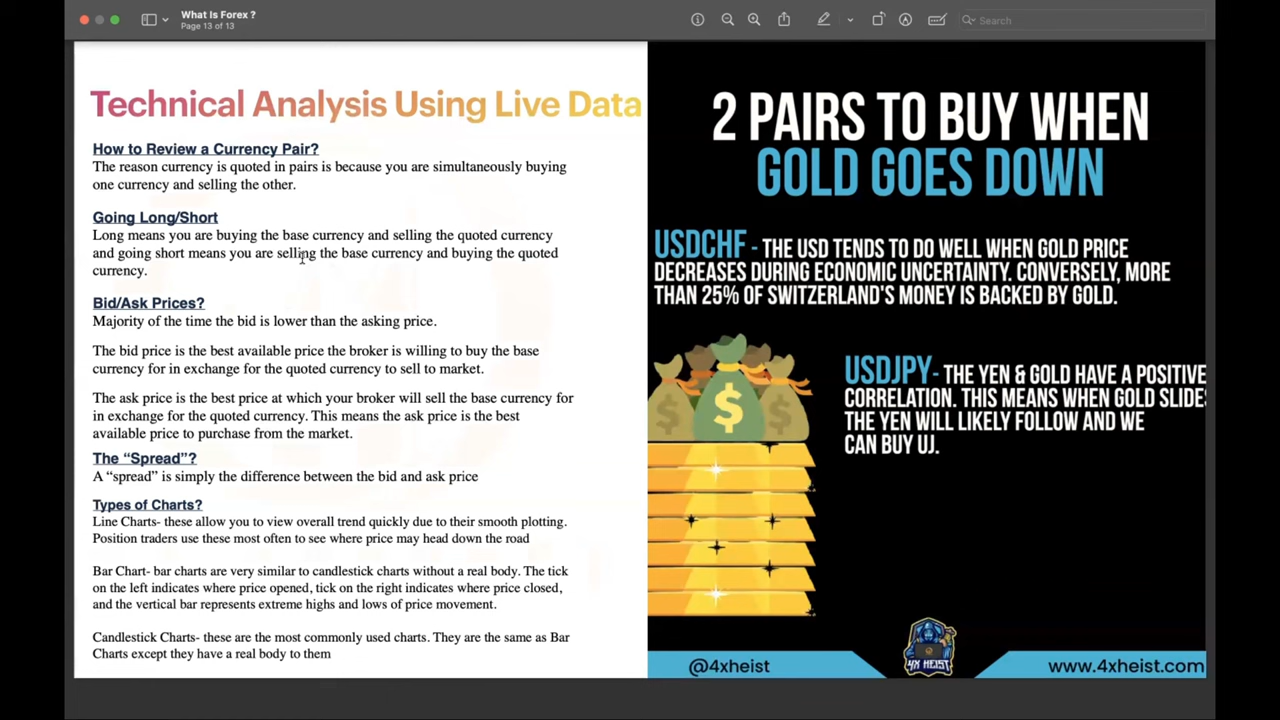 What Is Forex ?
Page 13 of 13
Search
Technical Analysis Using Live Data
How to Review a Currency Pair?
The reason currency is quoted in pairs is because you are simultaneously buying
one currency and selling the other.
Going Long/Short
Long means you are buying the base currency and selling the quoted currency
and going short means you are selling the base currency and buying the quoted
currency.
Bid/Ask Prices?
Majority of the time the bid is lower than the asking price.
The bid price is the best available price the broker is willing to buy the base
currency for in exchange for the quoted currency to sell to market.
The ask price is the best price at which your broker will sell the base currency for
in exchange for the quoted currency. This means the ask price is the best
available price to purchase from the market.
The “Spread”?
A “spread” is simply the difference between the bid and ask price
Types of Charts?
Line Charts- these allow you to view overall trend quickly due to their smooth plotting.
Position traders use these most often to see where price may head down the road
Bar Chart- bar charts are very similar to candlestick charts without a real body. The tick
on the left indicates where price opened, tick on the right indicates where price closed,
and the vertical bar represents extreme highs and lows of price movement.
Candlestick Charts- these are the most commonly used charts. They are the same as Bar
Charts except they have a real body to them
2 PAIRS TO BUY WHEN
GOLD GOES DOWN
USDCHF - THE USD TENDS TO DO WELL WHEN GOLD PRICE
DECREASES DURING ECONOMIC UNCERTAINTY. CONVERSELY, MORE
THAN 25% OF SWITZERLAND'S MONEY IS BACKED BY GOLD.
USDJPY- THE YEN & GOLD HAVE A POSITIVE
CORRELATION. THIS MEANS WHEN GOLD SLIDES
THE YEN WILL LIKELY FOLLOW AND WE
CAN BUY UJ.
$ $ $
@4xheist
4X HEIST
www.4xheist.com